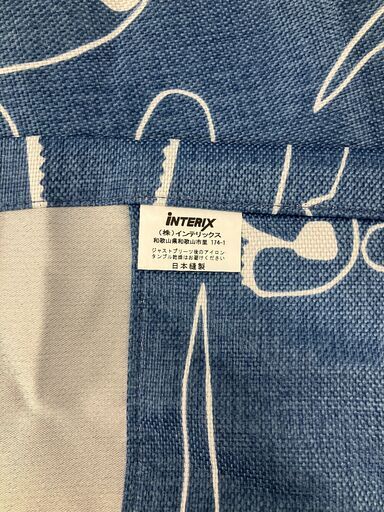 INTERIX
(株)インテリックス
和歌山県和歌山市里 174-1
ジャストプリーツ後のアイロン
タンブル乾燥はお避けください
日本縫製